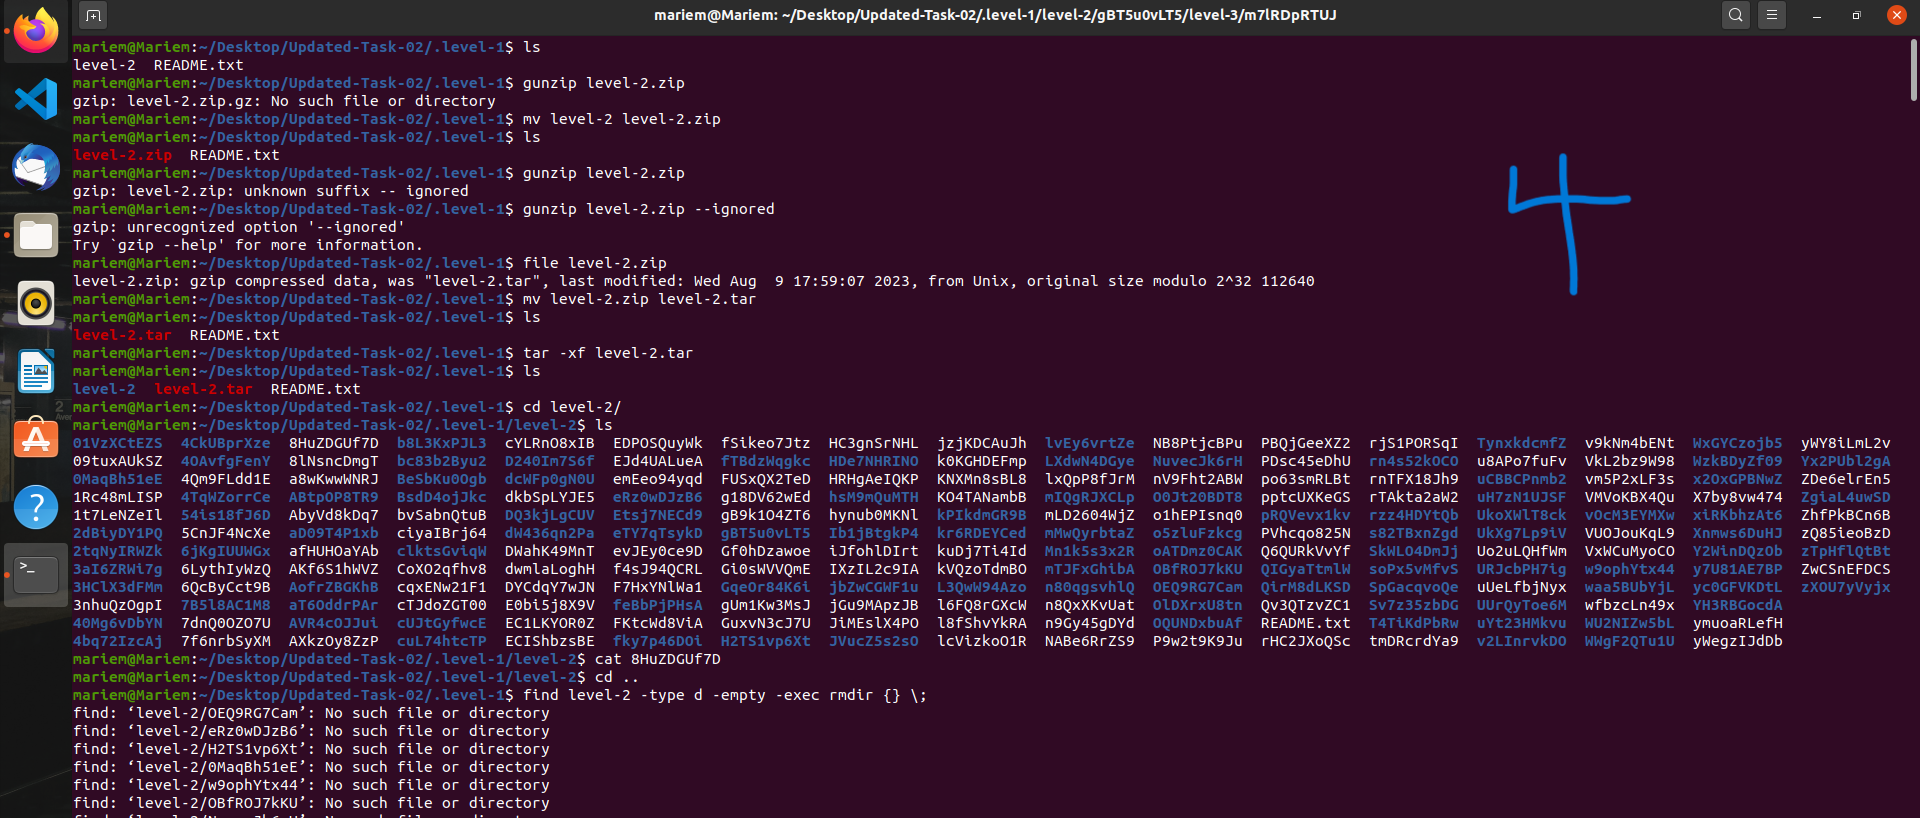 mariem@Mariem: ~/Desktop/Updated-Task-02/.level-1/level-2/gBT5u0vLT5/level-3/m7lRDpRTUJ
mariem@Mariem:~/Desktop/Updated-Task-02/.level-1$ ls
level-2  README.txt
mariem@Mariem:~/Desktop/Updated-Task-02/.level-1$ gunzip level-2.zip
gzip: level-2.zip.gz: No such file or directory
mariem@Mariem:~/Desktop/Updated-Task-02/.level-1$ mv level-2 level-2.zip
mariem@Mariem:~/Desktop/Updated-Task-02/.level-1$ ls
level-2.zip  README.txt
mariem@Mariem:~/Desktop/Updated-Task-02/.level-1$ gunzip level-2.zip
gzip: level-2.zip: unknown suffix -- ignored
mariem@Mariem:~/Desktop/Updated-Task-02/.level-1$ gunzip level-2.zip --ignored
gzip: unrecognized option '--ignored'
Try `gzip --help' for more information.
mariem@Mariem:~/Desktop/Updated-Task-02/.level-1$ file level-2.zip
level-2.zip: gzip compressed data, was "level-2.tar", last modified: Wed Aug  9 17:59:07 2023, from Unix, original size modulo 2^32 112640
mariem@Mariem:~/Desktop/Updated-Task-02/.level-1$ mv level-2.zip level-2.tar
mariem@Mariem:~/Desktop/Updated-Task-02/.level-1$ ls
level-2.tar  README.txt
mariem@Mariem:~/Desktop/Updated-Task-02/.level-1$ tar -xf level-2.tar
mariem@Mariem:~/Desktop/Updated-Task-02/.level-1$ ls
level-2  level-2.tar  README.txt
mariem@Mariem:~/Desktop/Updated-Task-02/.level-1$ cd level-2/
mariem@Mariem:~/Desktop/Updated-Task-02/.level-1/level-2$ ls
01VzXCtEZS  4CkUBprXze  8HuZDGUf7D  b8L3KxPJL3  cYLRnO8xIB  EDPOSQuyWk  fSikeo7Jtz  HC3gnSrNHL  jzjKDCAuJh  lvEy6vrtZe  NB8PtjcBPu  PBQjGeeXZ2  rjS1PORSqI  TynxkdcmfZ  v9kNm4bENt  WxGYCzojb5  yWY8iLmL2v
09tuxAUkSZ  4OAvfgFenY  8lNsncDmgT  bc83b2Byu2  D240Im7S6f  EJd4UALueA  fTBdzWqgkc  HDe7NHRINO  k0KGHDEFmp  LXdwN4DGye  NuvecJk6rH  PDsc45eDhU  rn4s52kOCO  u8APo7fuFv  VkL2bz9W98  WzkBDyZf09  Yx2PUbl2gA
0MaqBh51eE  4Qm9FLdd1E  a8wKwwWNRJ  BeSbKu0Ogb  dcWFp0gN0U  emEeo94yqd  FUSxQX2TeD  HRHgAeIQKP  KNXMn8sBL8  lxQpP8fJrM  nV9Fht2ABW  po63smRLBt  rnTFX18Jh9  uCBBCPnmb2  vm5P2xLF3s  x2OxGPBNwZ  ZDe6elrEn5
1Rc48mLISP  4TqWZorrCe  ABtpOP8TR9  BsdD4ojJkc  dkbSpLYJE5  eRz0wDJzB6  g18DV62wEd  hsM9mQuMTH  KO4TANambB  mIQgRJXCLp  O0Jt20BDT8  pptcUXKeGS  rTAkta2aW2  uH7zN1UJSF  VMVoKBX4Qu  X7by8vw474  ZgiaL4uwSD
1t7LeNZeIl  54is18fJ6D  AbyVd8kDq7  bvSabnQtuB  DQ3kjLgCUV  Etsj7NECd9  gB9k1O4ZT6  hynub0MKNl  kPIkdmGR9B  mLD2604WjZ  o1hEPIsnq0  pRQVevx1kv  rzz4HDYtQb  UkoXWlT8ck  vOcM3EYMXw  xiRKbhzAt6  ZhfPkBCn6B
2dBiyDY1PQ  5CnJF4NcXe  aD09T4P1xb  ciyaIBrj64  dW436qn2Pa  eTY7qTsykD  gBT5u0vLT5  Ib1jBtgkP4  kr6RDEYCed  mMwQyrbtaZ  o5zluFzkcg  PVhcqo825N  s82TBxnZgd  UkXg7Lp9iV  VUOJouKqL9  Xnmws6DuHJ  zQ85ieoBzD
2tqNyIRWZk  6jKgIUUWGx  afHUHOaYAb  clktsGviqW  DWahK49MnT  evJEy0ce9D  Gf0hDzawoe  iJfohlDIrt  kuDj7Ti4Id  Mn1k5s3x2R  oATDmz0CAK  Q6QURkVvYf  SkWLO4DmJj  Uo2uLQHfWm  VxWCuMyoCO  Y2WinDQzOb  zTpHflQtBt
3aI6ZRWi7g  6LythIyWzQ  AKf6S1hWVZ  CoXO2qfhv8  dwmlaLoghH  f4sJ94QCRL  Gi0sWVVQmE  IXzIL2c9IA  kVQzoTdmBO  mTJFxGhibA  OBfROJ7kKU  QIGyaTtmlW  soPx5vMfvS  URJcbPH7ig  w9ophYtx44  y7U81AE7BP  ZwCSnEFDCS
3HClX3dFMm  6QcByCct9B  AofrZBGKhB  cqxENw21F1  DYCdqY7wJN  F7HxYNlWa1  GqeOr84K6i  jbZwCGWF1u  L3QwW94Azo  n80qgsvhlQ  OEQ9RG7Cam  QirM8dLKSD  SpGacqvoQe  uUeLfbjNyx  waa5BUbYjL  yc0GFVKDtL  zXOU7yVyjx
3nhuQzOgpI  7B5l8AC1M8  aT6OddrPAr  cTJdoZGT00  E0bi5j8X9V  feBbPjPHsA  gUm1Kw3MsJ  jGu9MApzJB  l6FQ8rGXcW  n8QxXKvUat  OlDXrxU8tn  Qv3QTzvZC1  Sv7z35zbDG  UUrQyToe6M  wfbzcLn49x  YH3RBGocdA
40Mg6vDbYN  7dnQ0OZO7U  AVR4cOJJui  cUJtGyfwcE  EC1LKYOR0Z  FKtcWd8ViA  GuxvN3cJ7U  JiMEslX4PO  l8fShvYkRA  n9Gy45gDYd  OQUNDxbuAf  README.txt  T4TiKdPbRw  uYt23HMkvu  WU2NIZw5bL  ymuoaRLefH
4bq72IzcAj  7f6nrbSyXM  AXkzOy8ZzP  cuL74htcTP  ECIShbzsBE  fky7p46DOi  H2TS1vp6Xt  JVucZ5s2sO  lcVizkoO1R  NABe6RrZS9  P9w2t9K9Ju  rHC2JXoQSc  tmDRcrdYa9  v2LInrvkDO  WWgF2QTu1U  yWegzIJdDb
mariem@Mariem:~/Desktop/Updated-Task-02/.level-1/level-2$ cat 8HuZDGUf7D
mariem@Mariem:~/Desktop/Updated-Task-02/.level-1/level-2$ cd ..
mariem@Mariem:~/Desktop/Updated-Task-02/.level-1$ find level-2 -type d -empty -exec rmdir {} \;
find: ‘level-2/OEQ9RG7Cam’: No such file or directory
find: ‘level-2/eRz0wDJzB6’: No such file or directory
find: ‘level-2/H2TS1vp6Xt’: No such file or directory
find: ‘level-2/0MaqBh51eE’: No such file or directory
find: ‘level-2/w9ophYtx44’: No such file or directory
find: ‘level-2/OBfROJ7kKU’: No such file or directory
4